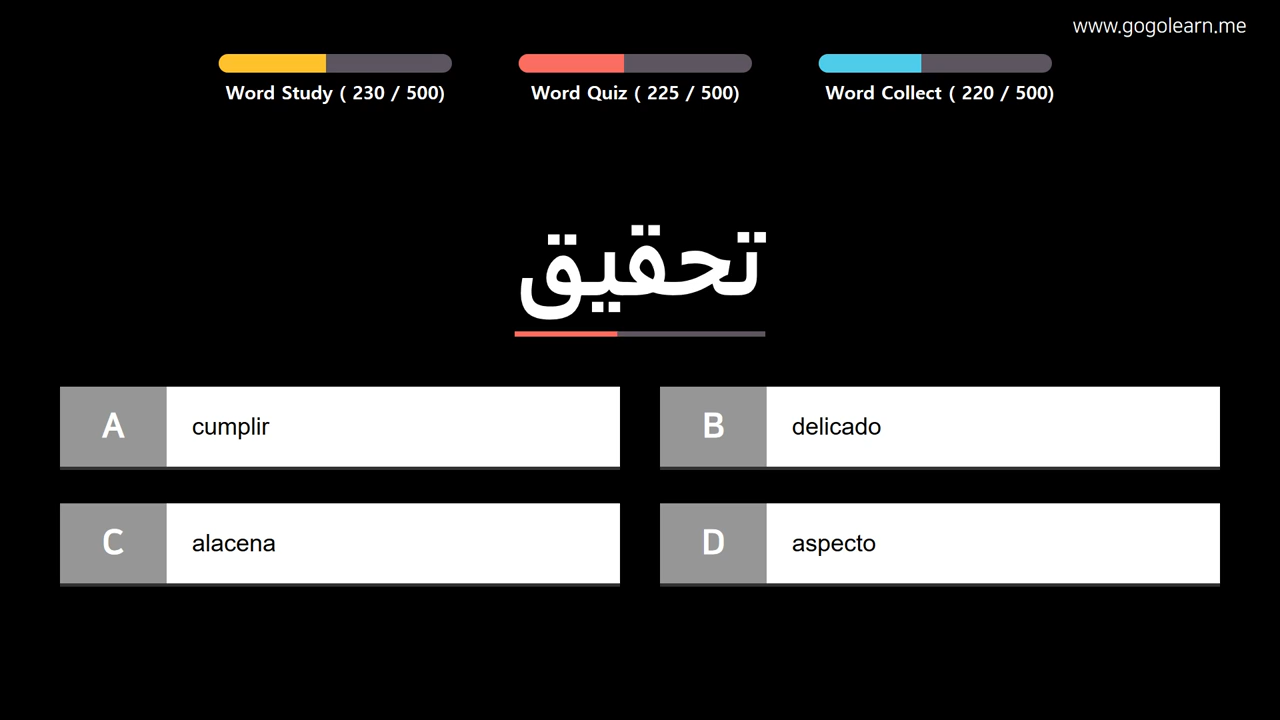 www.gogolearn.me
Word Study ( 230 / 500)
Word Quiz ( 225 / 500)
Word Collect ( 220 / 500)
تحقيق
A cumplir
B delicado
C alacena
D aspecto